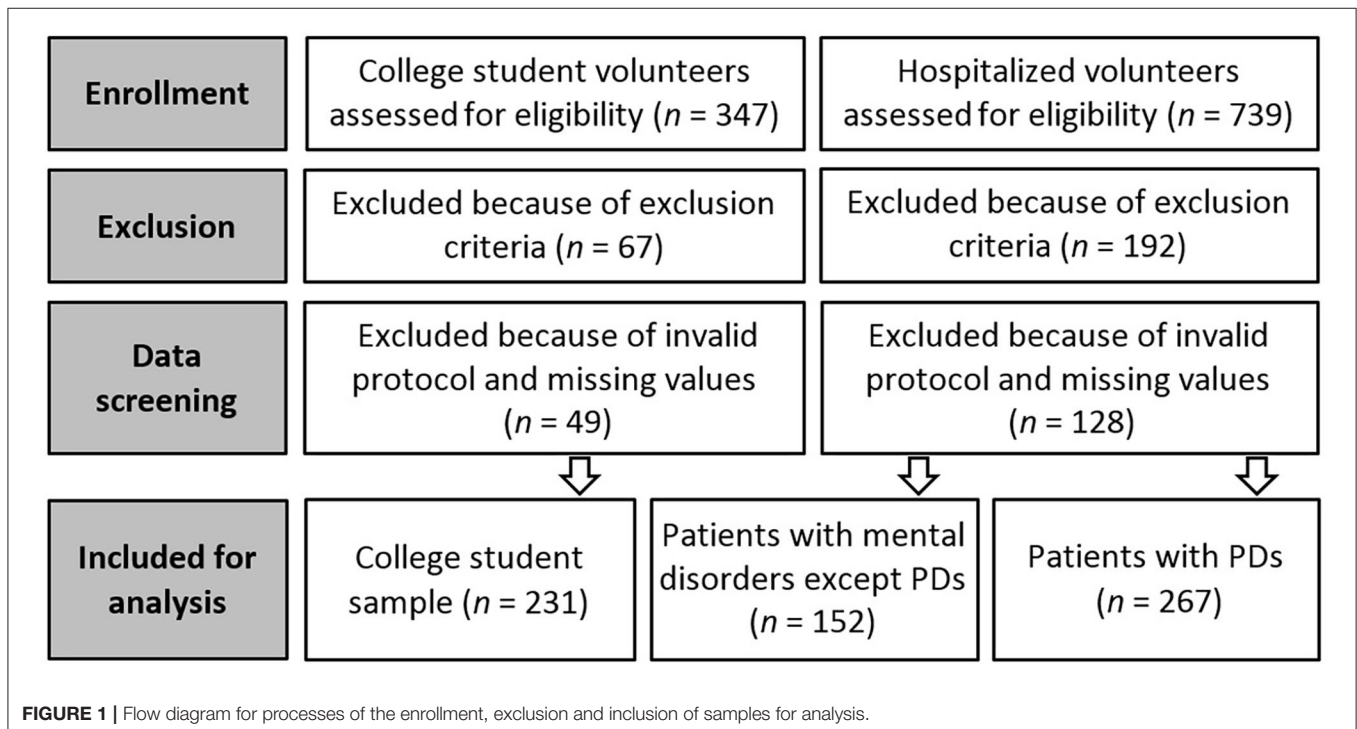 Enrollment
College student volunteers
assessed for eligibility (n = 347)
Hospitalized volunteers
assessed for eligibility (n = 739)
Exclusion
Excluded because of exclusion
criteria (n = 67)
Excluded because of exclusion
criteria (n = 192)
Data
screening
Excluded because of invalid
protocol and missing values
(n = 49)
Excluded because of invalid
protocol and missing values
(n = 128)
Included for
analysis
College student
sample (n = 231)
Patients with mental
disorders except PDs
(n = 152)
Patients with PDs
(n = 267)
FIGURE 1 | Flow diagram for processes of the enrollment, exclusion and inclusion of samples for analysis.